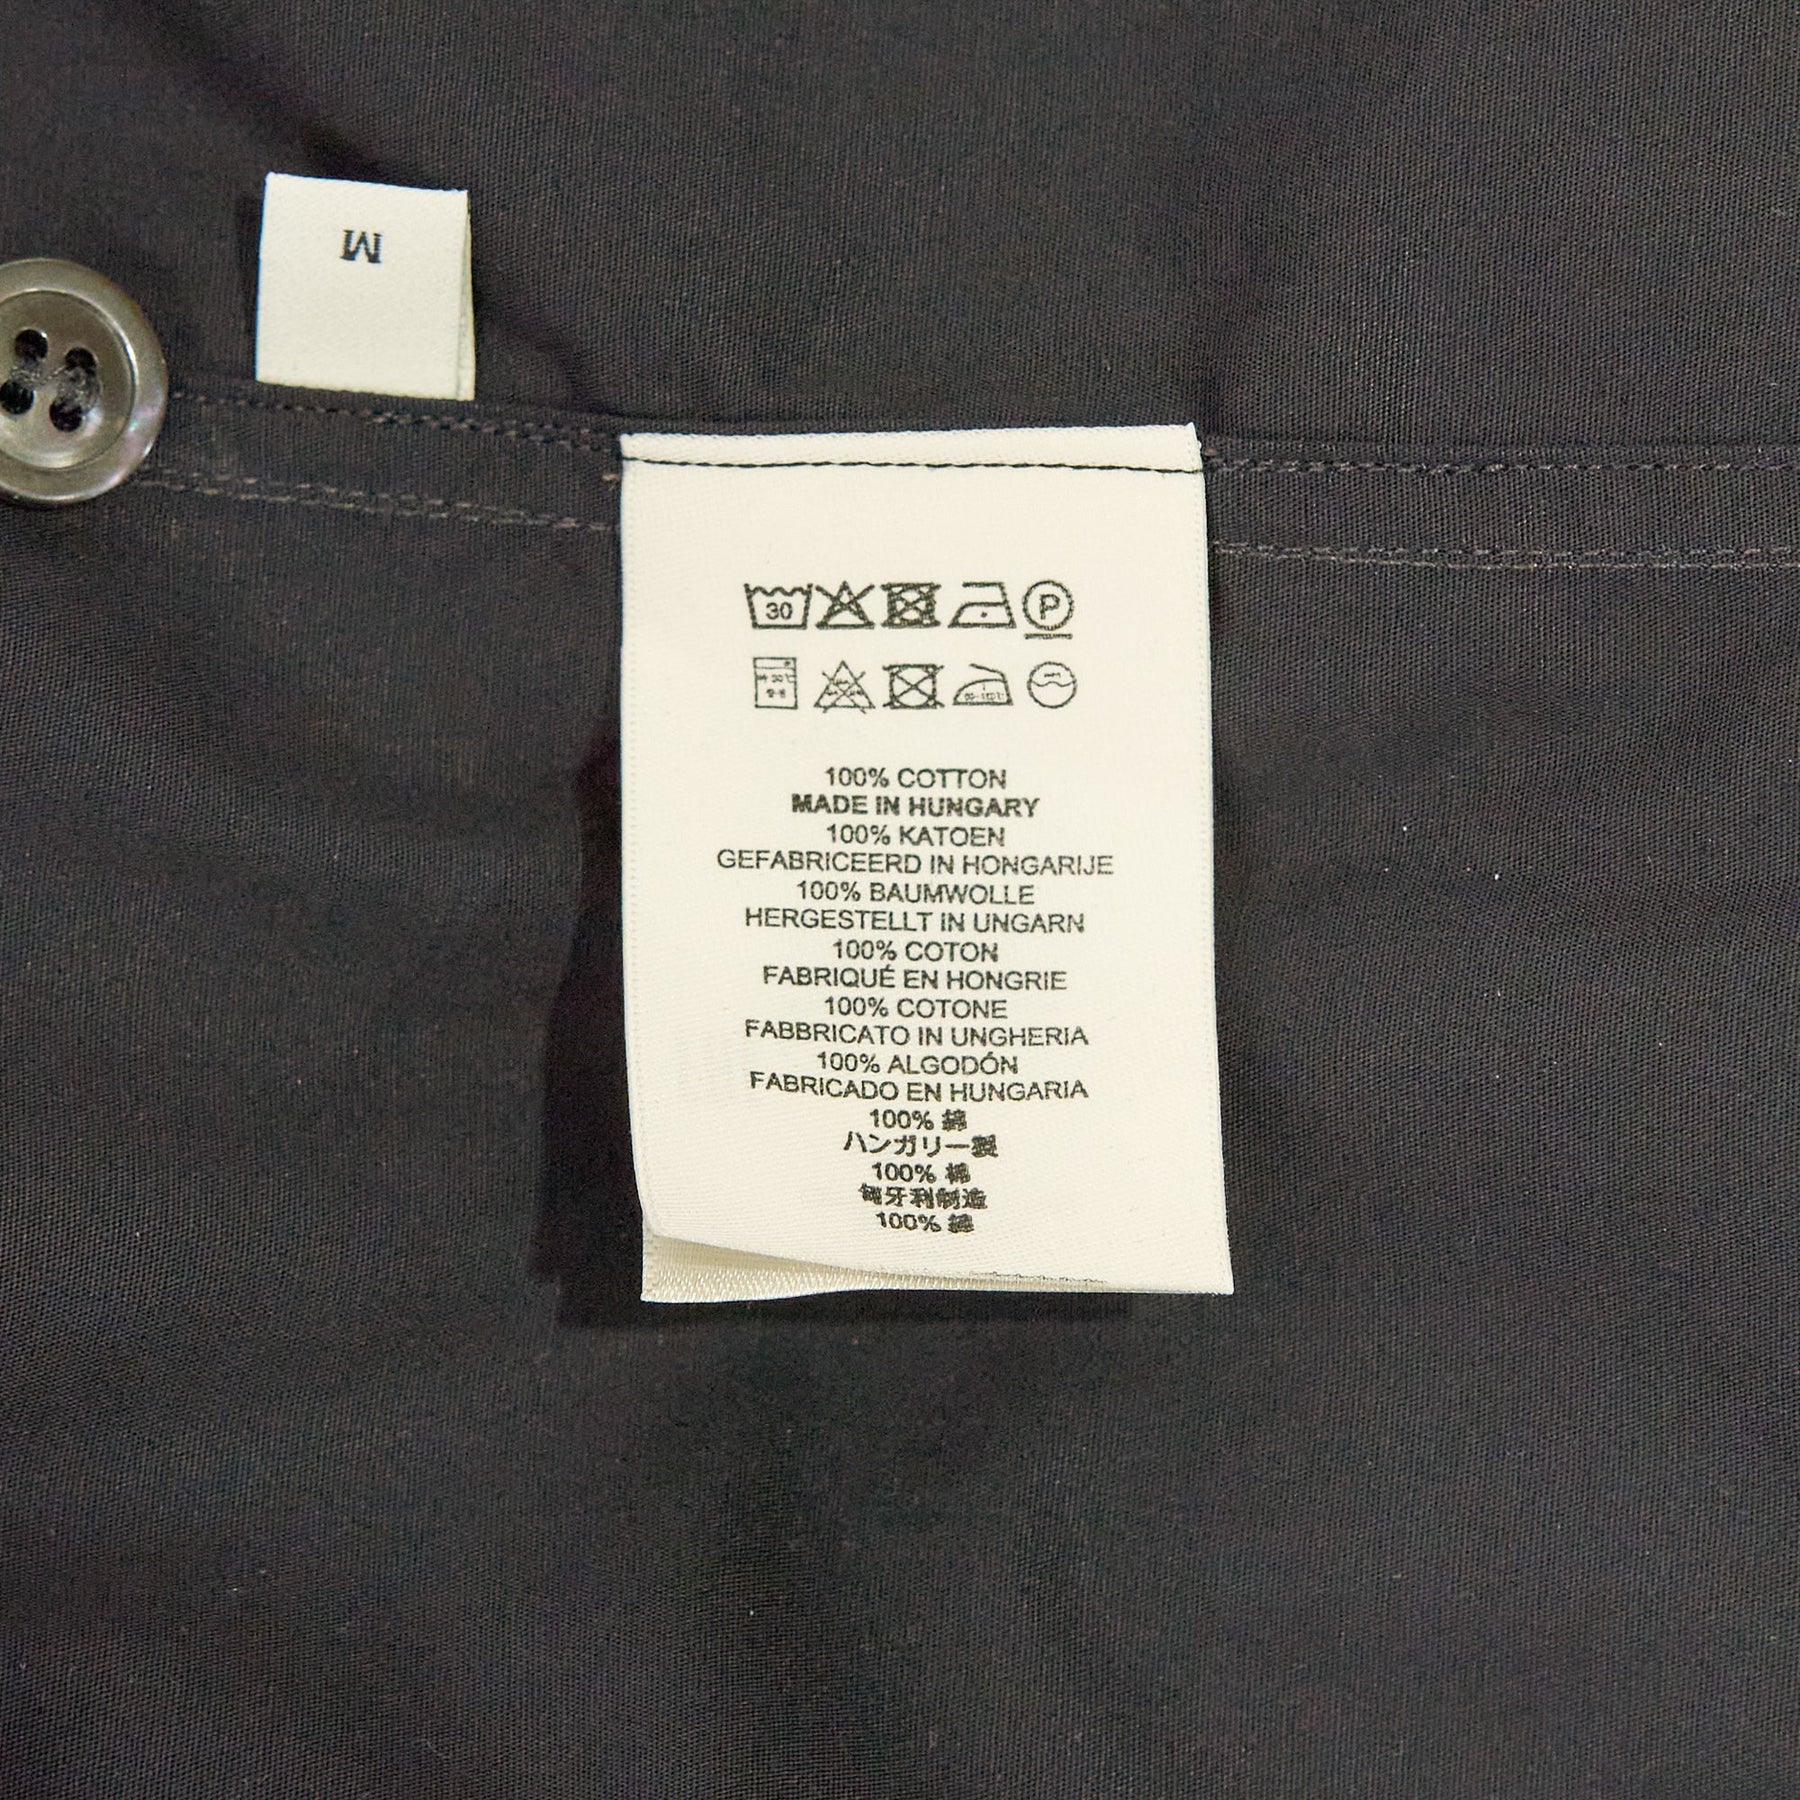 M
30
P
100% COTTON
MADE IN HUNGARY
100% KATOEN
GEFABRICEERD IN HONGARIJE
100% BAUMWOLLE
HERGESTELLT IN UNGARN
100% COTON
FABRIQUÉ EN HONGRIE
100% COTONE
FABBRICATO IN UNGHERIA
100% ALGODÓN
FABRICADO EN HUNGARIA
100% 綿
ハンガリー製
100% 棉
匈牙利制造
100% 綿